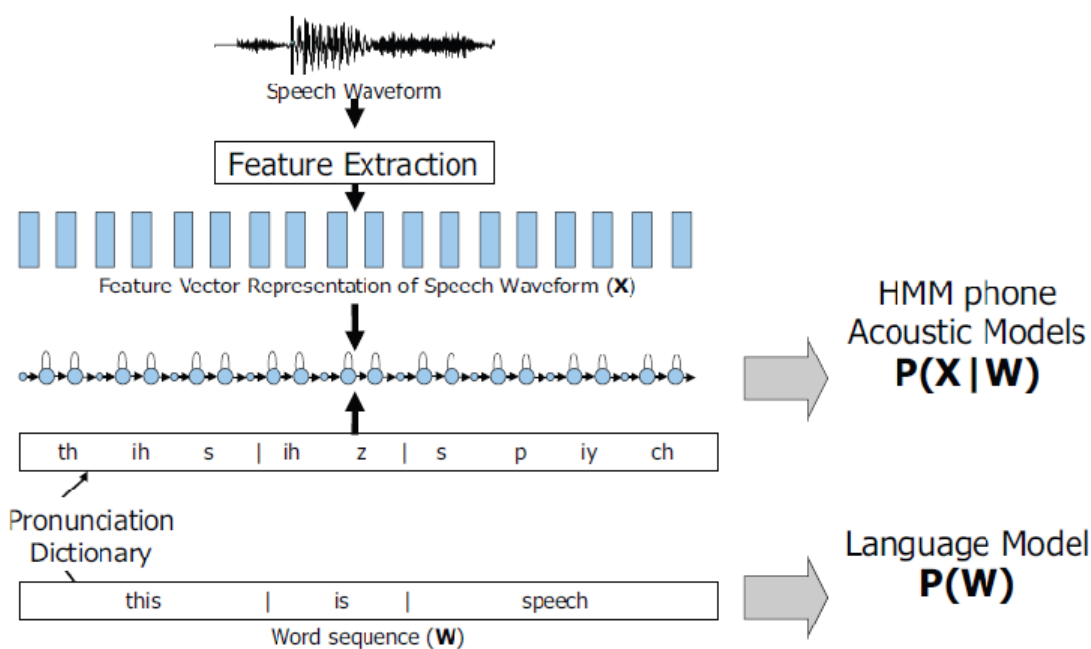 Speech Waveform
Feature Extraction
Feature Vector Representation of Speech Waveform (X)
HMM phone
Acoustic Models
P(X|W)
th ih s | ih z | s p iy ch
Pronunciation
Dictionary
Language Model
P(W)
this | is | speech
Word sequence (W)